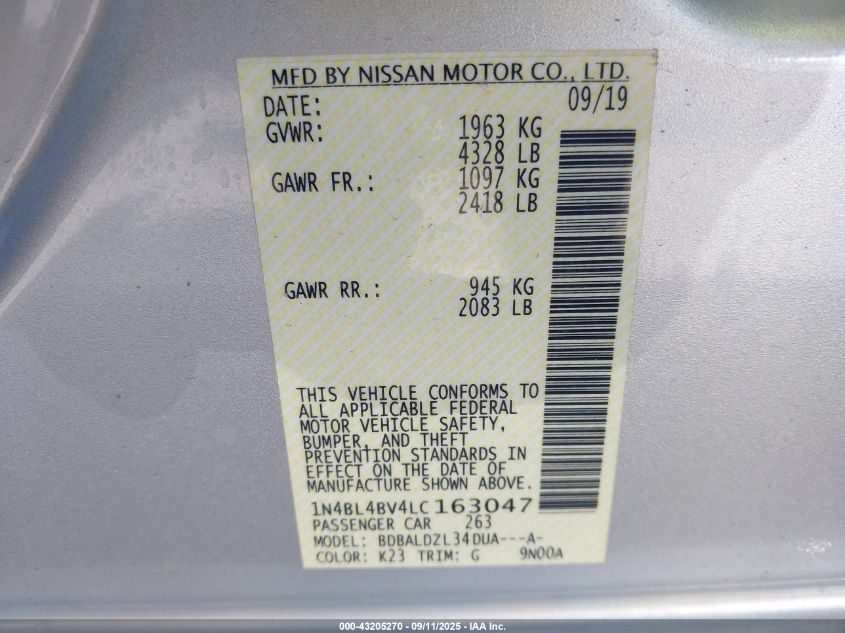 MFD BY NISSAN MOTOR CO., LTD.
DATE: 09/19
GVWR: 1963 KG
4328 LB
GAWR FR.: 1097 KG
2418 LB
GAWR RR.: 945 KG
2083 LB
THIS VEHICLE CONFORMS TO
ALL APPLICABLE FEDERAL
MOTOR VEHICLE SAFETY,
BUMPER, AND THEFT
PREVENTION STANDARDS IN
EFFECT ON THE DATE OF
MANUFACTURE SHOWN ABOVE.
1N4BL4BV4LC163047
PASSENGER CAR 263
MODEL: BDBALDZL34DUA---A-
COLOR: K23 TRIM: G 9N00A
000-43205270 - 09/11/2025 - IAA Inc.